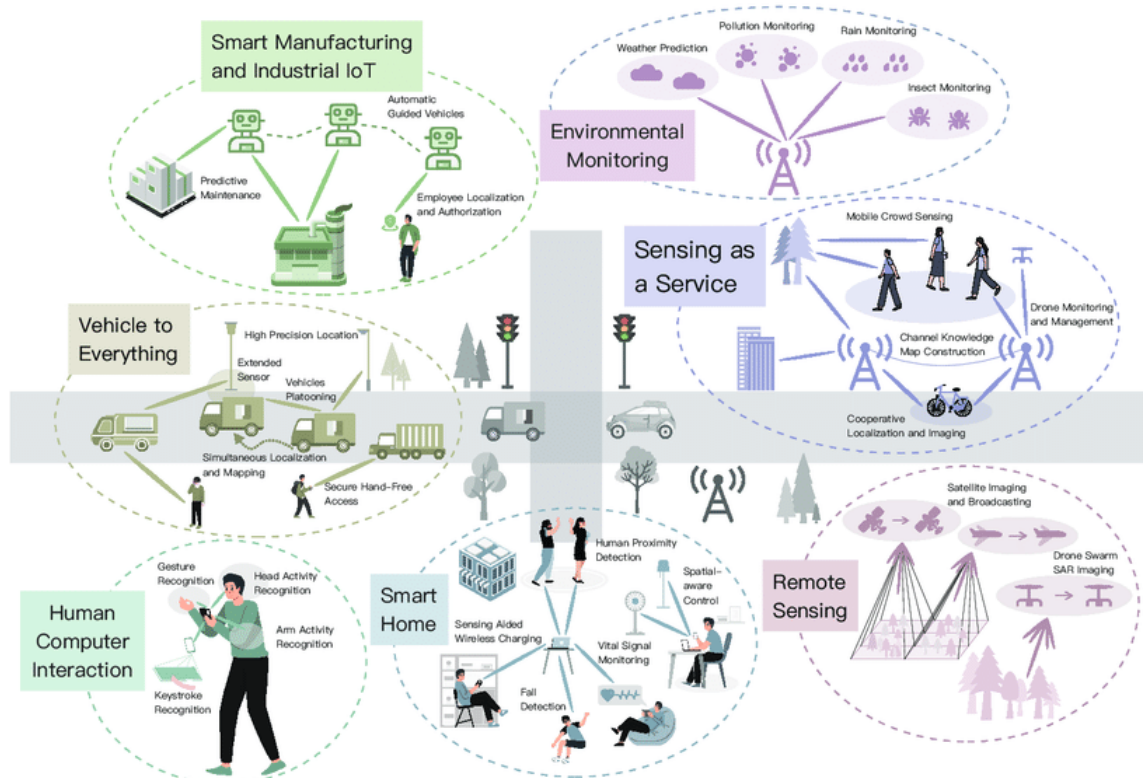 Smart Manufacturing
and Industrial IoT
Automatic
Guided Vehicles
Predictive
Maintenance
Employee Localization
and Authorization
Environmental
Monitoring
Weather Prediction
Pollution Monitoring
Rain Monitoring
Insect Monitoring
Sensing as
a Service
Mobile Crowd Sensing
Drone Monitoring
and Management
Channel Knowledge
Map Construction
Cooperative
Localization and Imaging
Vehicle to
Everything
High Precision Location
Extended
Sensor
Vehicles
Platooning
Simultaneous Localization
and Mapping
Secure Hand-Free
Access
Human
Computer
Interaction
Gesture
Recognition
Head Activity
Recognition
Arm Activity
Recognition
Keystroke
Recognition
Smart
Home
Human Proximity
Detection
Spatial-
aware
Control
Sensing Aided
Wireless Charging
Vital Signal
Monitoring
Fall
Detection
Remote
Sensing
Satellite Imaging
and Broadcasting
Drone Swarm
SAR Imaging